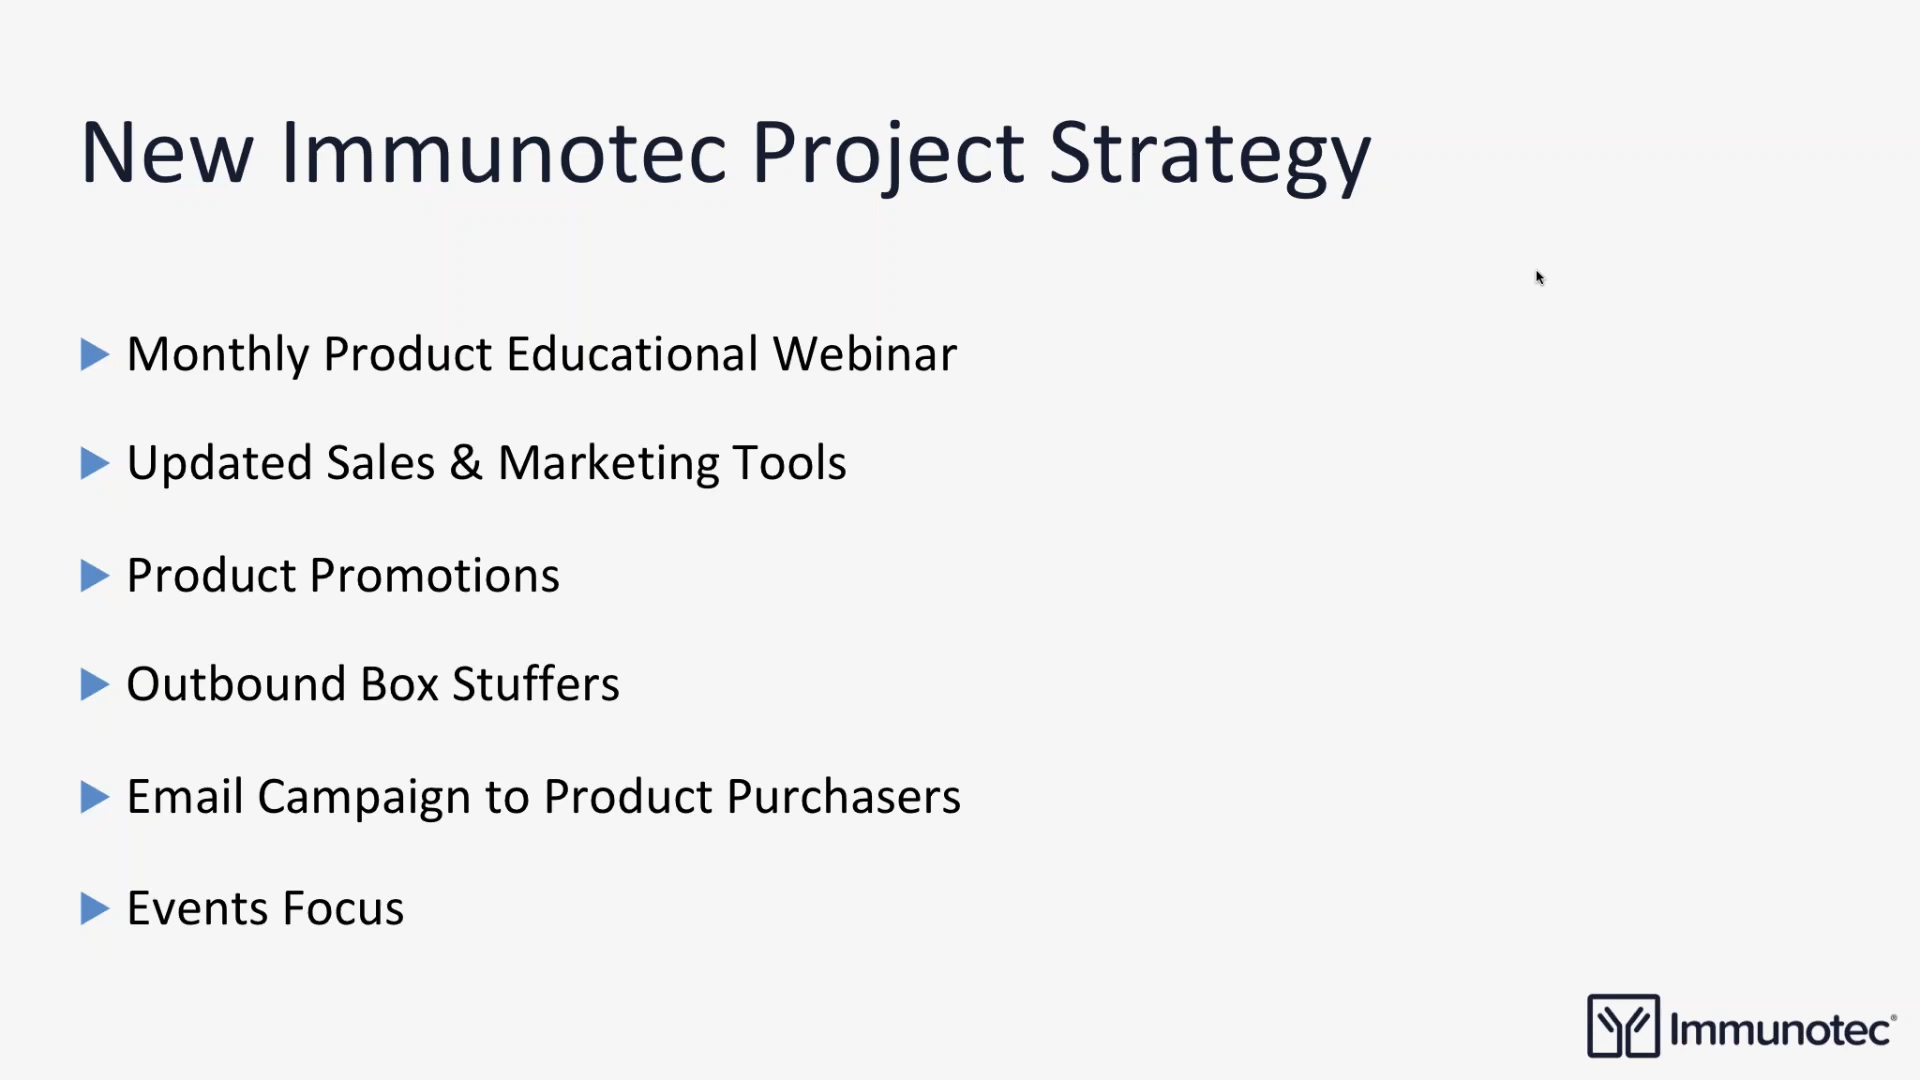 New Immunotec Project Strategy
Monthly Product Educational Webinar
Updated Sales & Marketing Tools
Product Promotions
Outbound Box Stuffers
Email Campaign to Product Purchasers
Events Focus
Immunotec®